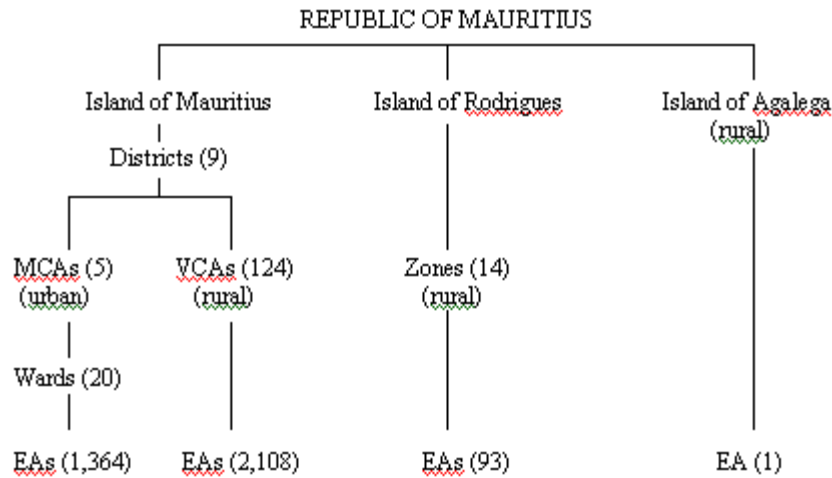 REPUBLIC OF MAURITIUS
Island of Mauritius
Island of Rodrigues
Island of Agalega
(rural)
Districts (9)
MCAs (5)
(urban)
VCAs (124)
(rural)
Zones (14)
(rural)
Wards (20)
EAs (1,364)
EAs (2,108)
EAs (93)
EA (1)